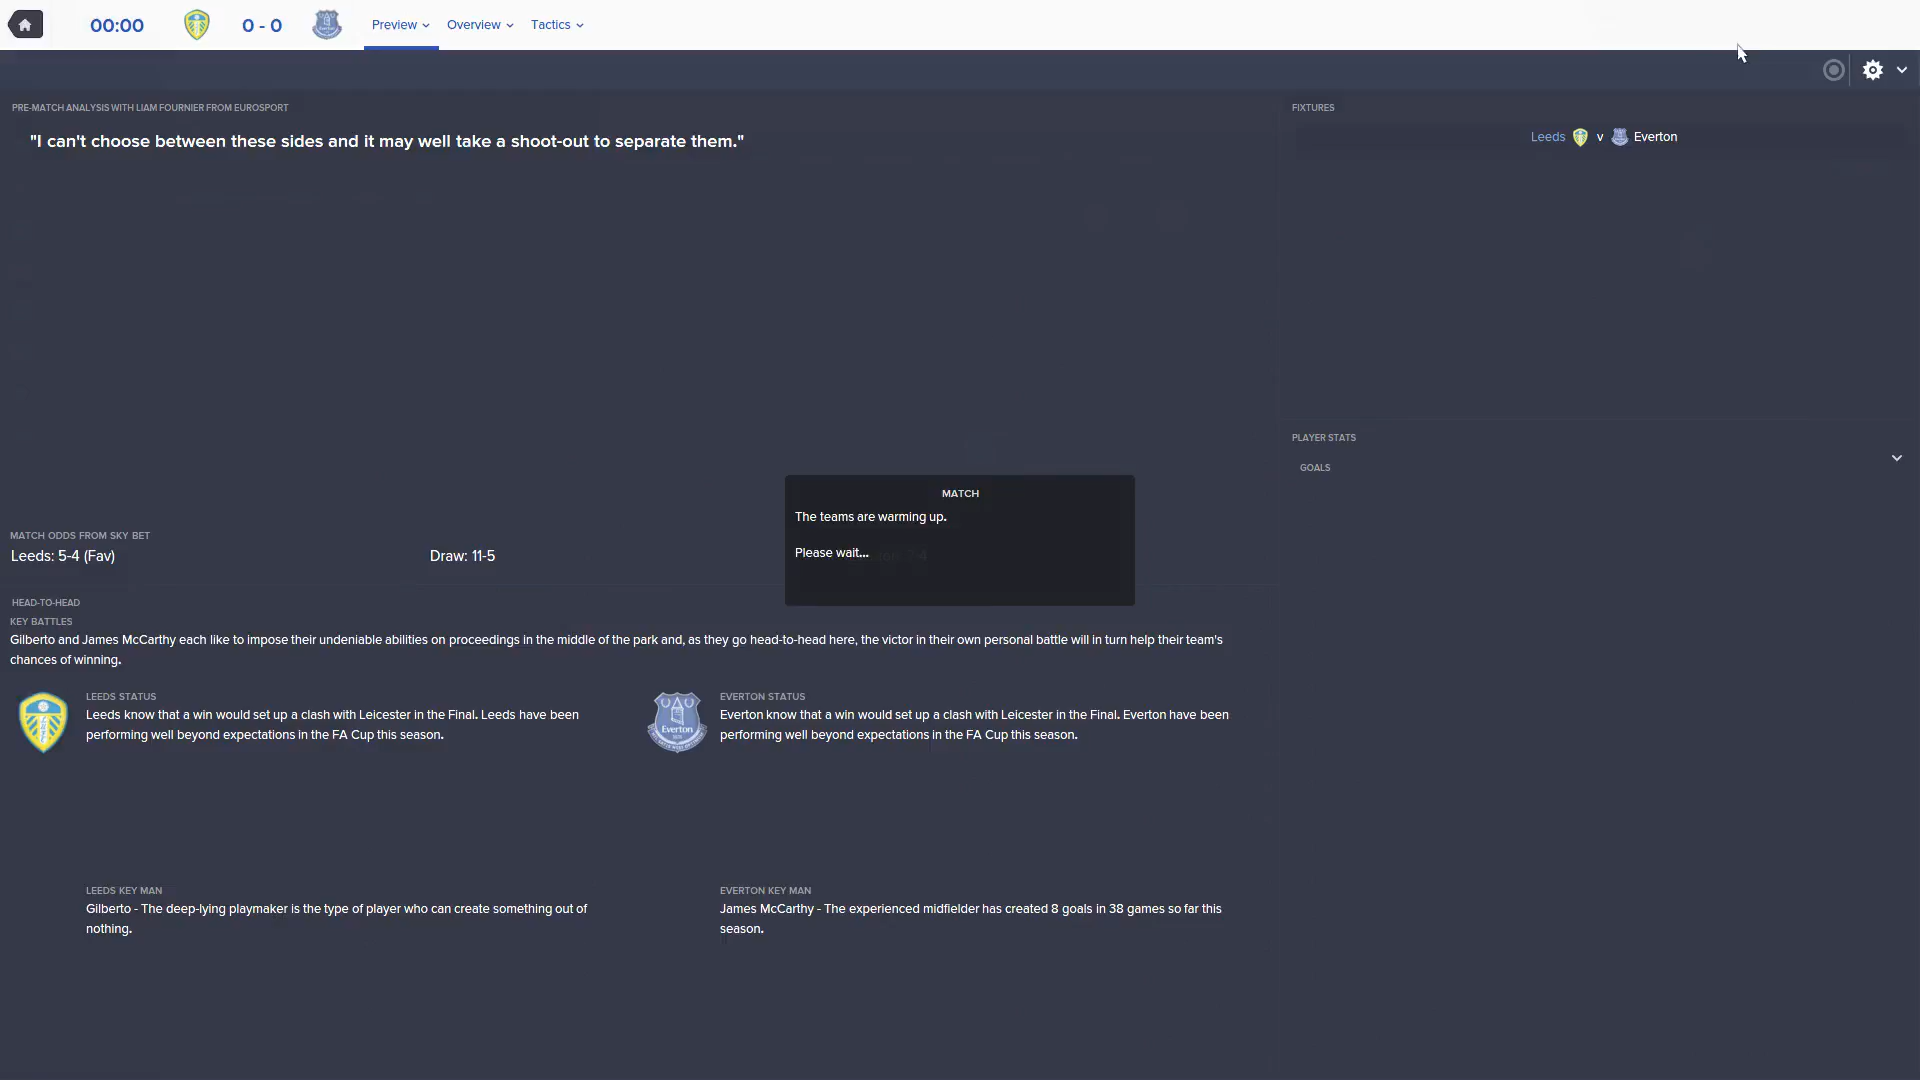 00:00
0 - 0
Preview
Overview
Tactics
PRE-MATCH ANALYSIS WITH LIAM FOURNIER FROM EUROSPORT
"I can't choose between these sides and it may well take a shoot-out to separate them."
FIXTURES
Leeds v Everton
PLAYER STATS
GOALS
MATCH
The teams are warming up.
Please wait...
MATCH ODDS FROM SKY BET
Leeds: 5-4 (Fav)
Draw: 11-5
HEAD-TO-HEAD
KEY BATTLES
Gilberto and James McCarthy each like to impose their undeniable abilities on proceedings in the middle of the park and, as they go head-to-head here, the victor in their own personal battle will in turn help their team's
chances of winning.
LEEDS STATUS
Leeds know that a win would set up a clash with Leicester in the Final. Leeds have been
performing well beyond expectations in the FA Cup this season.
Everton
EVERTON STATUS
Everton know that a win would set up a clash with Leicester in the Final. Everton have been
performing well beyond expectations in the FA Cup this season.
LEEDS KEY MAN
Gilberto - The deep-lying playmaker is the type of player who can create something out of
nothing.
EVERTON KEY MAN
James McCarthy - The experienced midfielder has created 8 goals in 38 games so far this
season.